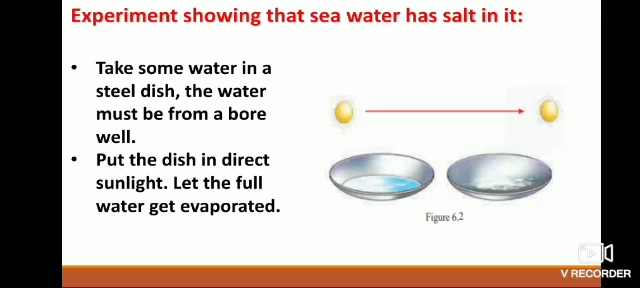 Experiment showing that sea water has salt in it:
• Take some water in a
steel dish, the water
must be from a bore
well.
• Put the dish in direct
sunlight. Let the full
water get evaporated.
Figure 6.2
V RECORDER